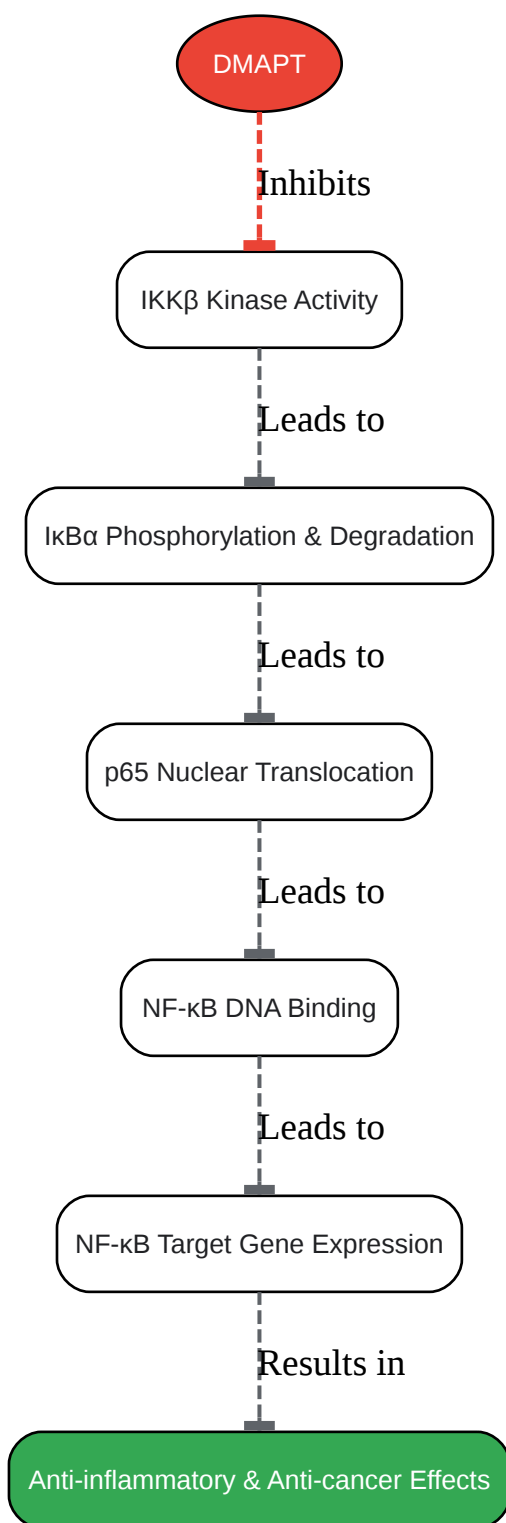 DMAPT
Inhibits
IKKβ Kinase Activity
Leads to
IκBα Phosphorylation & Degradation
Leads to
p65 Nuclear Translocation
Leads to
NF-κB DNA Binding
Leads to
NF-κB Target Gene Expression
Results in
Anti-inflammatory & Anti-cancer Effects